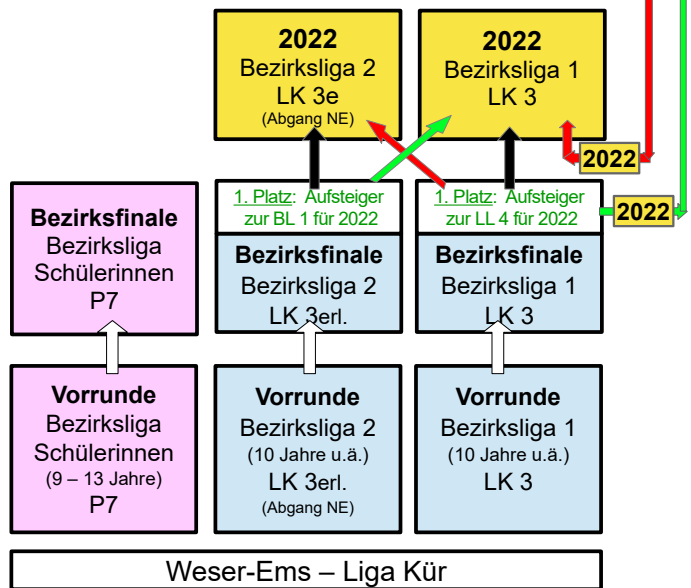 2022
Bezirksliga 2
LK 3e
(Abgang NE)
2022
Bezirksliga 1
LK 3
2022
2022
1. Platz: Aufsteiger
zur BL 1 für 2022
1. Platz: Aufsteiger
zur LL 4 für 2022
Bezirksfinale
Bezirksliga
Schülerinnen
P7
Bezirksfinale
Bezirksliga 2
LK 3erl.
Bezirksfinale
Bezirksliga 1
LK 3
Vorrunde
Bezirksliga
Schülerinnen
(9 – 13 Jahre)
P7
Vorrunde
Bezirksliga 2
(10 Jahre u.ä.)
LK 3erl.
(Abgang NE)
Vorrunde
Bezirksliga 1
(10 Jahre u.ä.)
LK 3
Weser-Ems – Liga Kür